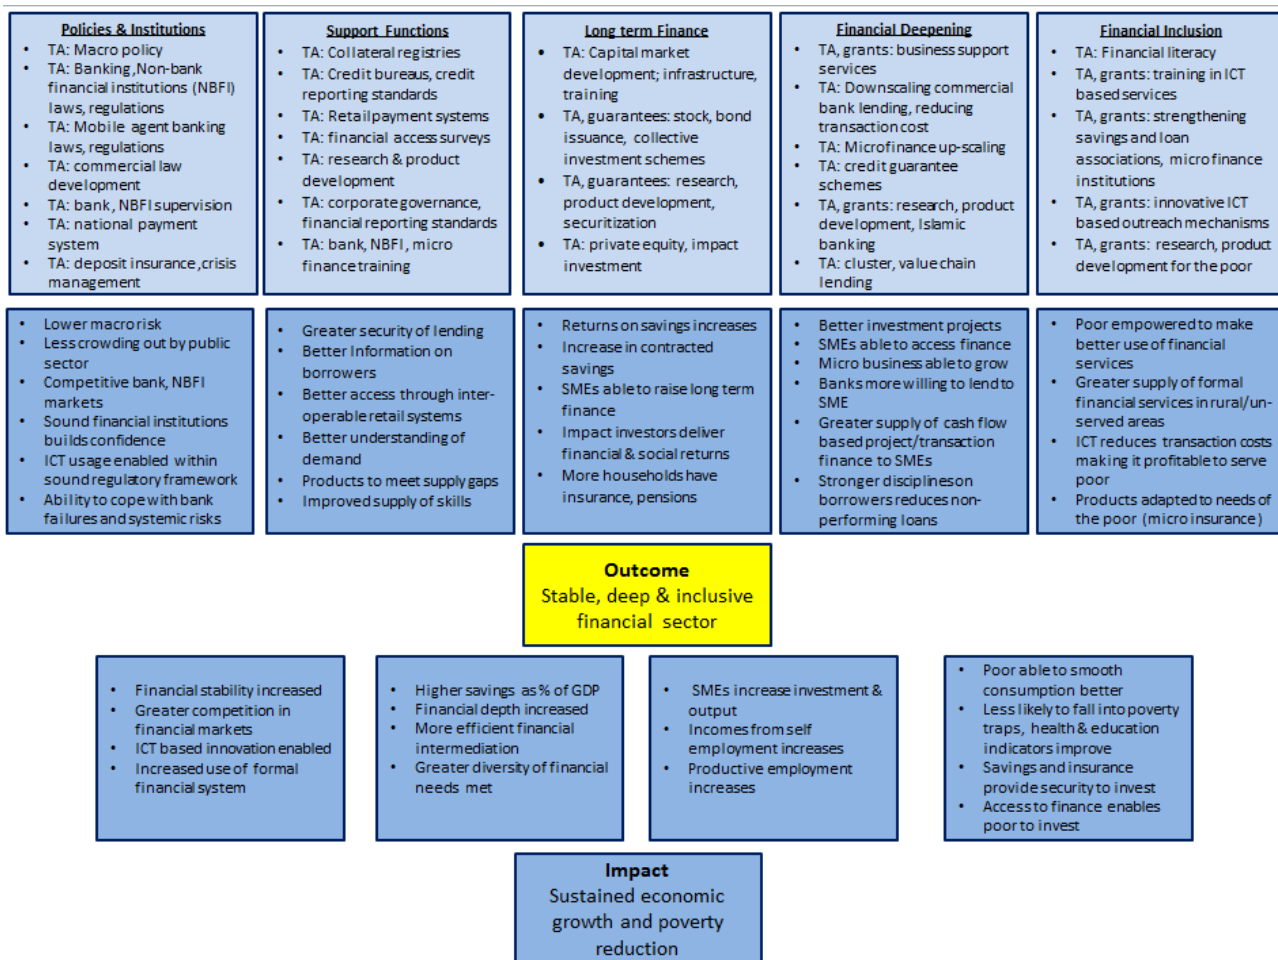 Policies & Institutions
• TA: Macro policy
• TA: Banking ,Non-bank
financial institutions (NBFI)
laws, regulations
• TA: Mobile agent banking
laws, regulations
• TA: commercial law
development
• TA: bank, NBFI supervision
• TA: national payment
system
• TA: deposit insurance ,crisis
management
Support Functions
• TA: Collateral registries
• TA: Credit bureaus, credit
reporting standards
• TA: Retail payment systems
• TA: financial access surveys
• TA: research & product
development
• TA: corporate governance,
financial reporting standards
• TA: bank, NBFI, micro
finance training
Long term Finance
• TA: Capital market
development; infrastructure,
training
• TA, guarantees: stock, bond
issuance, collective
investment schemes
• TA, guarantees: research,
product development,
securitization
• TA: private equity, impact
investment
Financial Deepening
• TA, grants: business support
services
• TA: Downscaling commercial
bank lending, reducing
transaction cost
• TA: Microfinance up-scaling
• TA: credit guarantee
schemes
• TA, grants: research, product
development, Islamic
banking
• TA: cluster, value chain
lending
Financial Inclusion
• TA: Financial literacy
• TA, grants: training in ICT
based services
• TA, grants: strengthening
savings and loan
associations, micro finance
institutions
• TA, grants: innovative ICT
based outreach mechanisms
• TA, grants: research, product
development for the poor
• Lower macro risk
• Less crowding out by public
sector
• Competitive bank, NBFI
markets
• Sound financial institutions
builds confidence
• ICT usage enabled within
sound regulatory framework
• Ability to cope with bank
failures and systemic risks
• Greater security of lending
• Better Information on
borrowers
• Better access through inter-
operable retail systems
• Better understanding of
demand
• Products to meet supply gaps
• Improved supply of skills
• Returns on savings increases
• Increase in contracted
savings
• SMEs able to raise long term
finance
• Impact investors deliver
financial & social returns
• More households have
insurance, pensions
• Better investment projects
• SMEs able to access finance
• Micro business able to grow
• Banks more willing to lend to
SME
• Greater supply of cash flow
based project/transaction
finance to SMEs
• Stronger disciplines on
borrowers reduces non-
performing loans
• Poor empowered to make
better use of financial
services
• Greater supply of formal
financial services in rural/un-
served areas
• ICT reduces transaction costs
making it profitable to serve
poor
• Products adapted to needs of
the poor (micro insurance )
Outcome
Stable, deep & inclusive
financial sector
• Financial stability increased
• Greater competition in
financial markets
• ICT based innovation enabled
• Increased use of formal
financial system
• Higher savings as % of GDP
• Financial depth increased
• More efficient financial
intermediation
• Greater diversity of financial
needs met
• SMEs increase investment &
output
• Incomes from self
employment increases
• Productive employment
increases
• Poor able to smooth
consumption better
• Less likely to fall into poverty
traps, health & education
indicators improve
• Savings and insurance
provide security to invest
• Access to finance enables
poor to invest
Impact
Sustained economic
growth and poverty
reduction